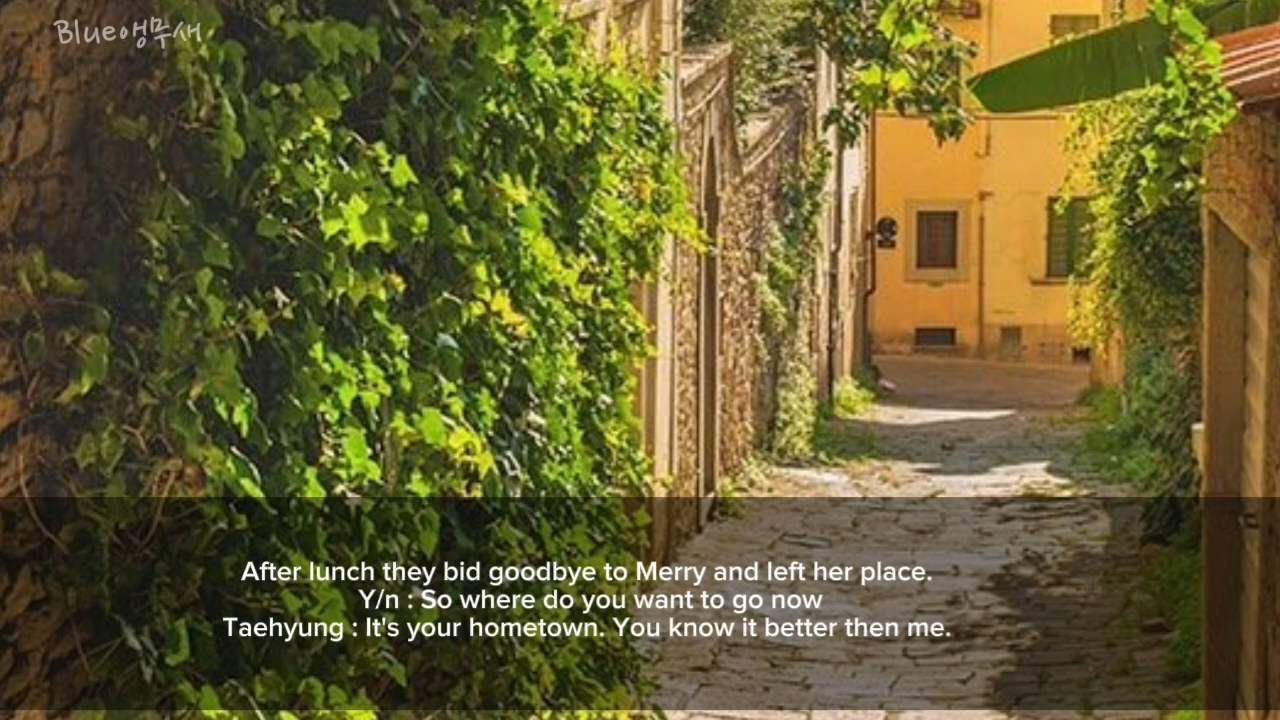 Blue앵무새
After lunch they bid goodbye to Merry and left her place.
Y/n : So where do you want to go now
Taehyung : It's your hometown. You know it better then me.